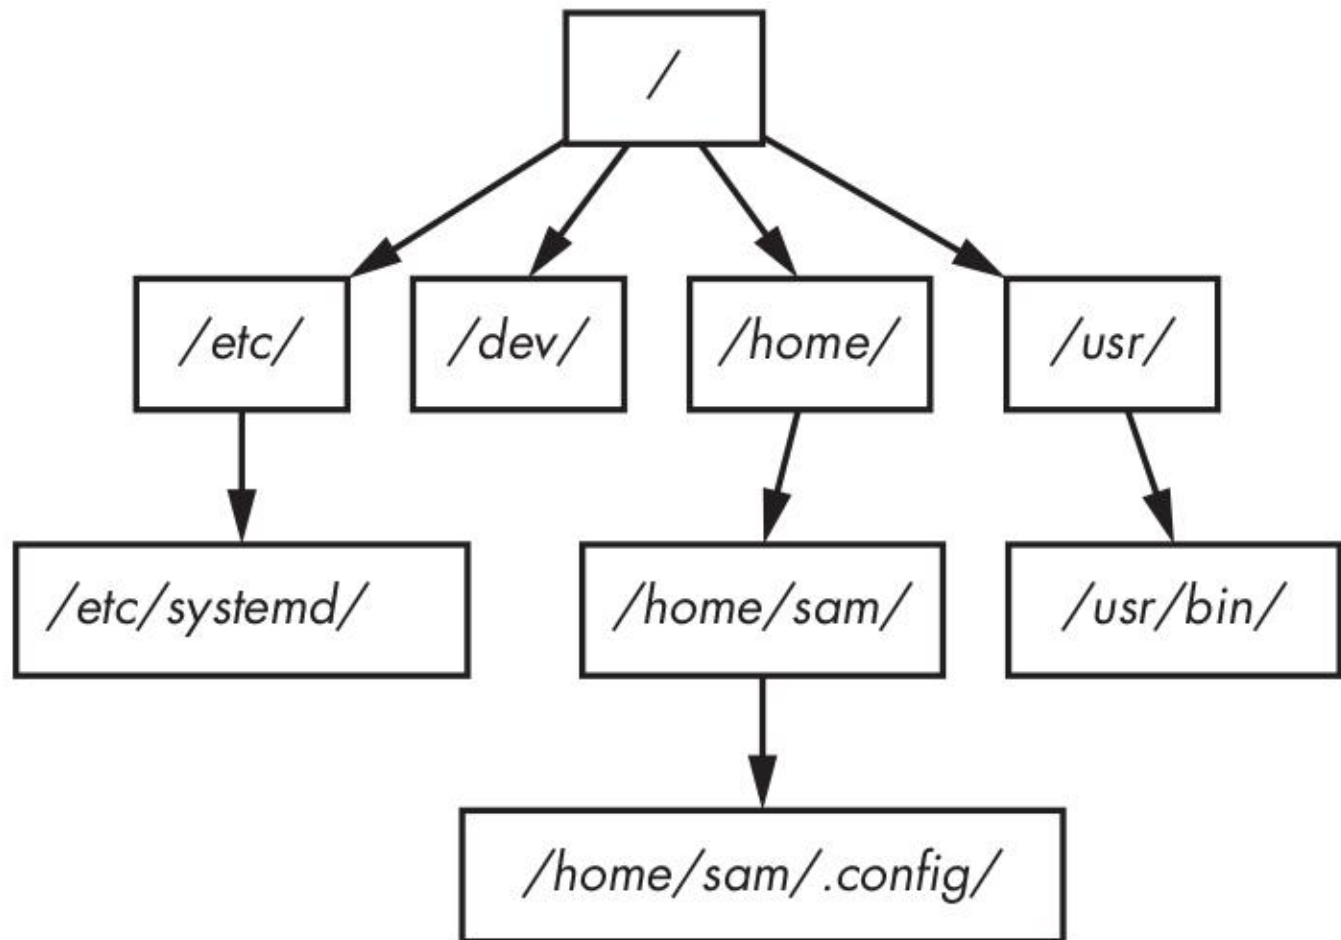 /
/etc/
/dev/
/home/
/usr/
/etc/systemd/
/home/sam/
/usr/bin/
/home/sam/.config/